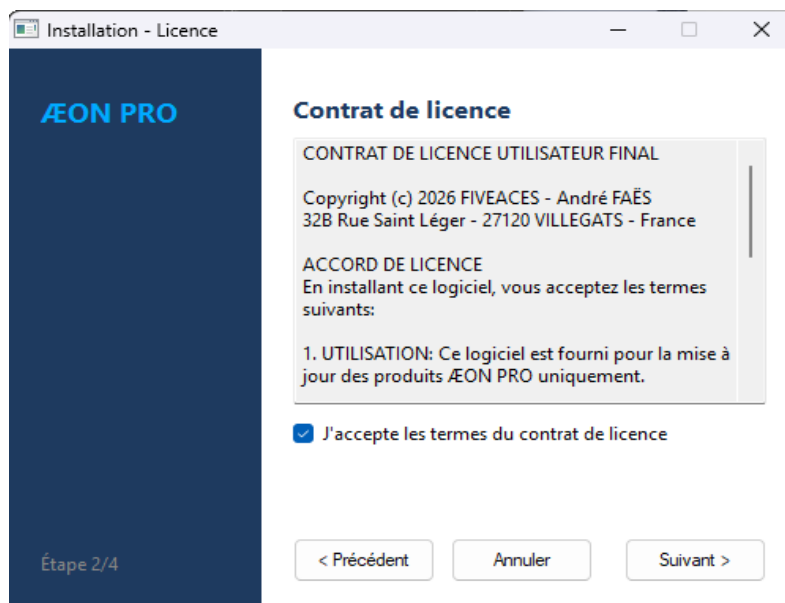 Installation - Licence
ÆON PRO
Contrat de licence
CONTRAT DE LICENCE UTILISATEUR FINAL
Copyright (c) 2026 FIVEACES - André FAËS
32B Rue Saint Léger - 27120 VILLEGATS - France
ACCORD DE LICENCE
En installant ce logiciel, vous acceptez les termes
suivants:
1. UTILISATION: Ce logiciel est fourni pour la mise à
jour des produits ÆON PRO uniquement.
J'accepte les termes du contrat de licence
Étape 2/4
< Précédent
Annuler
Suivant >